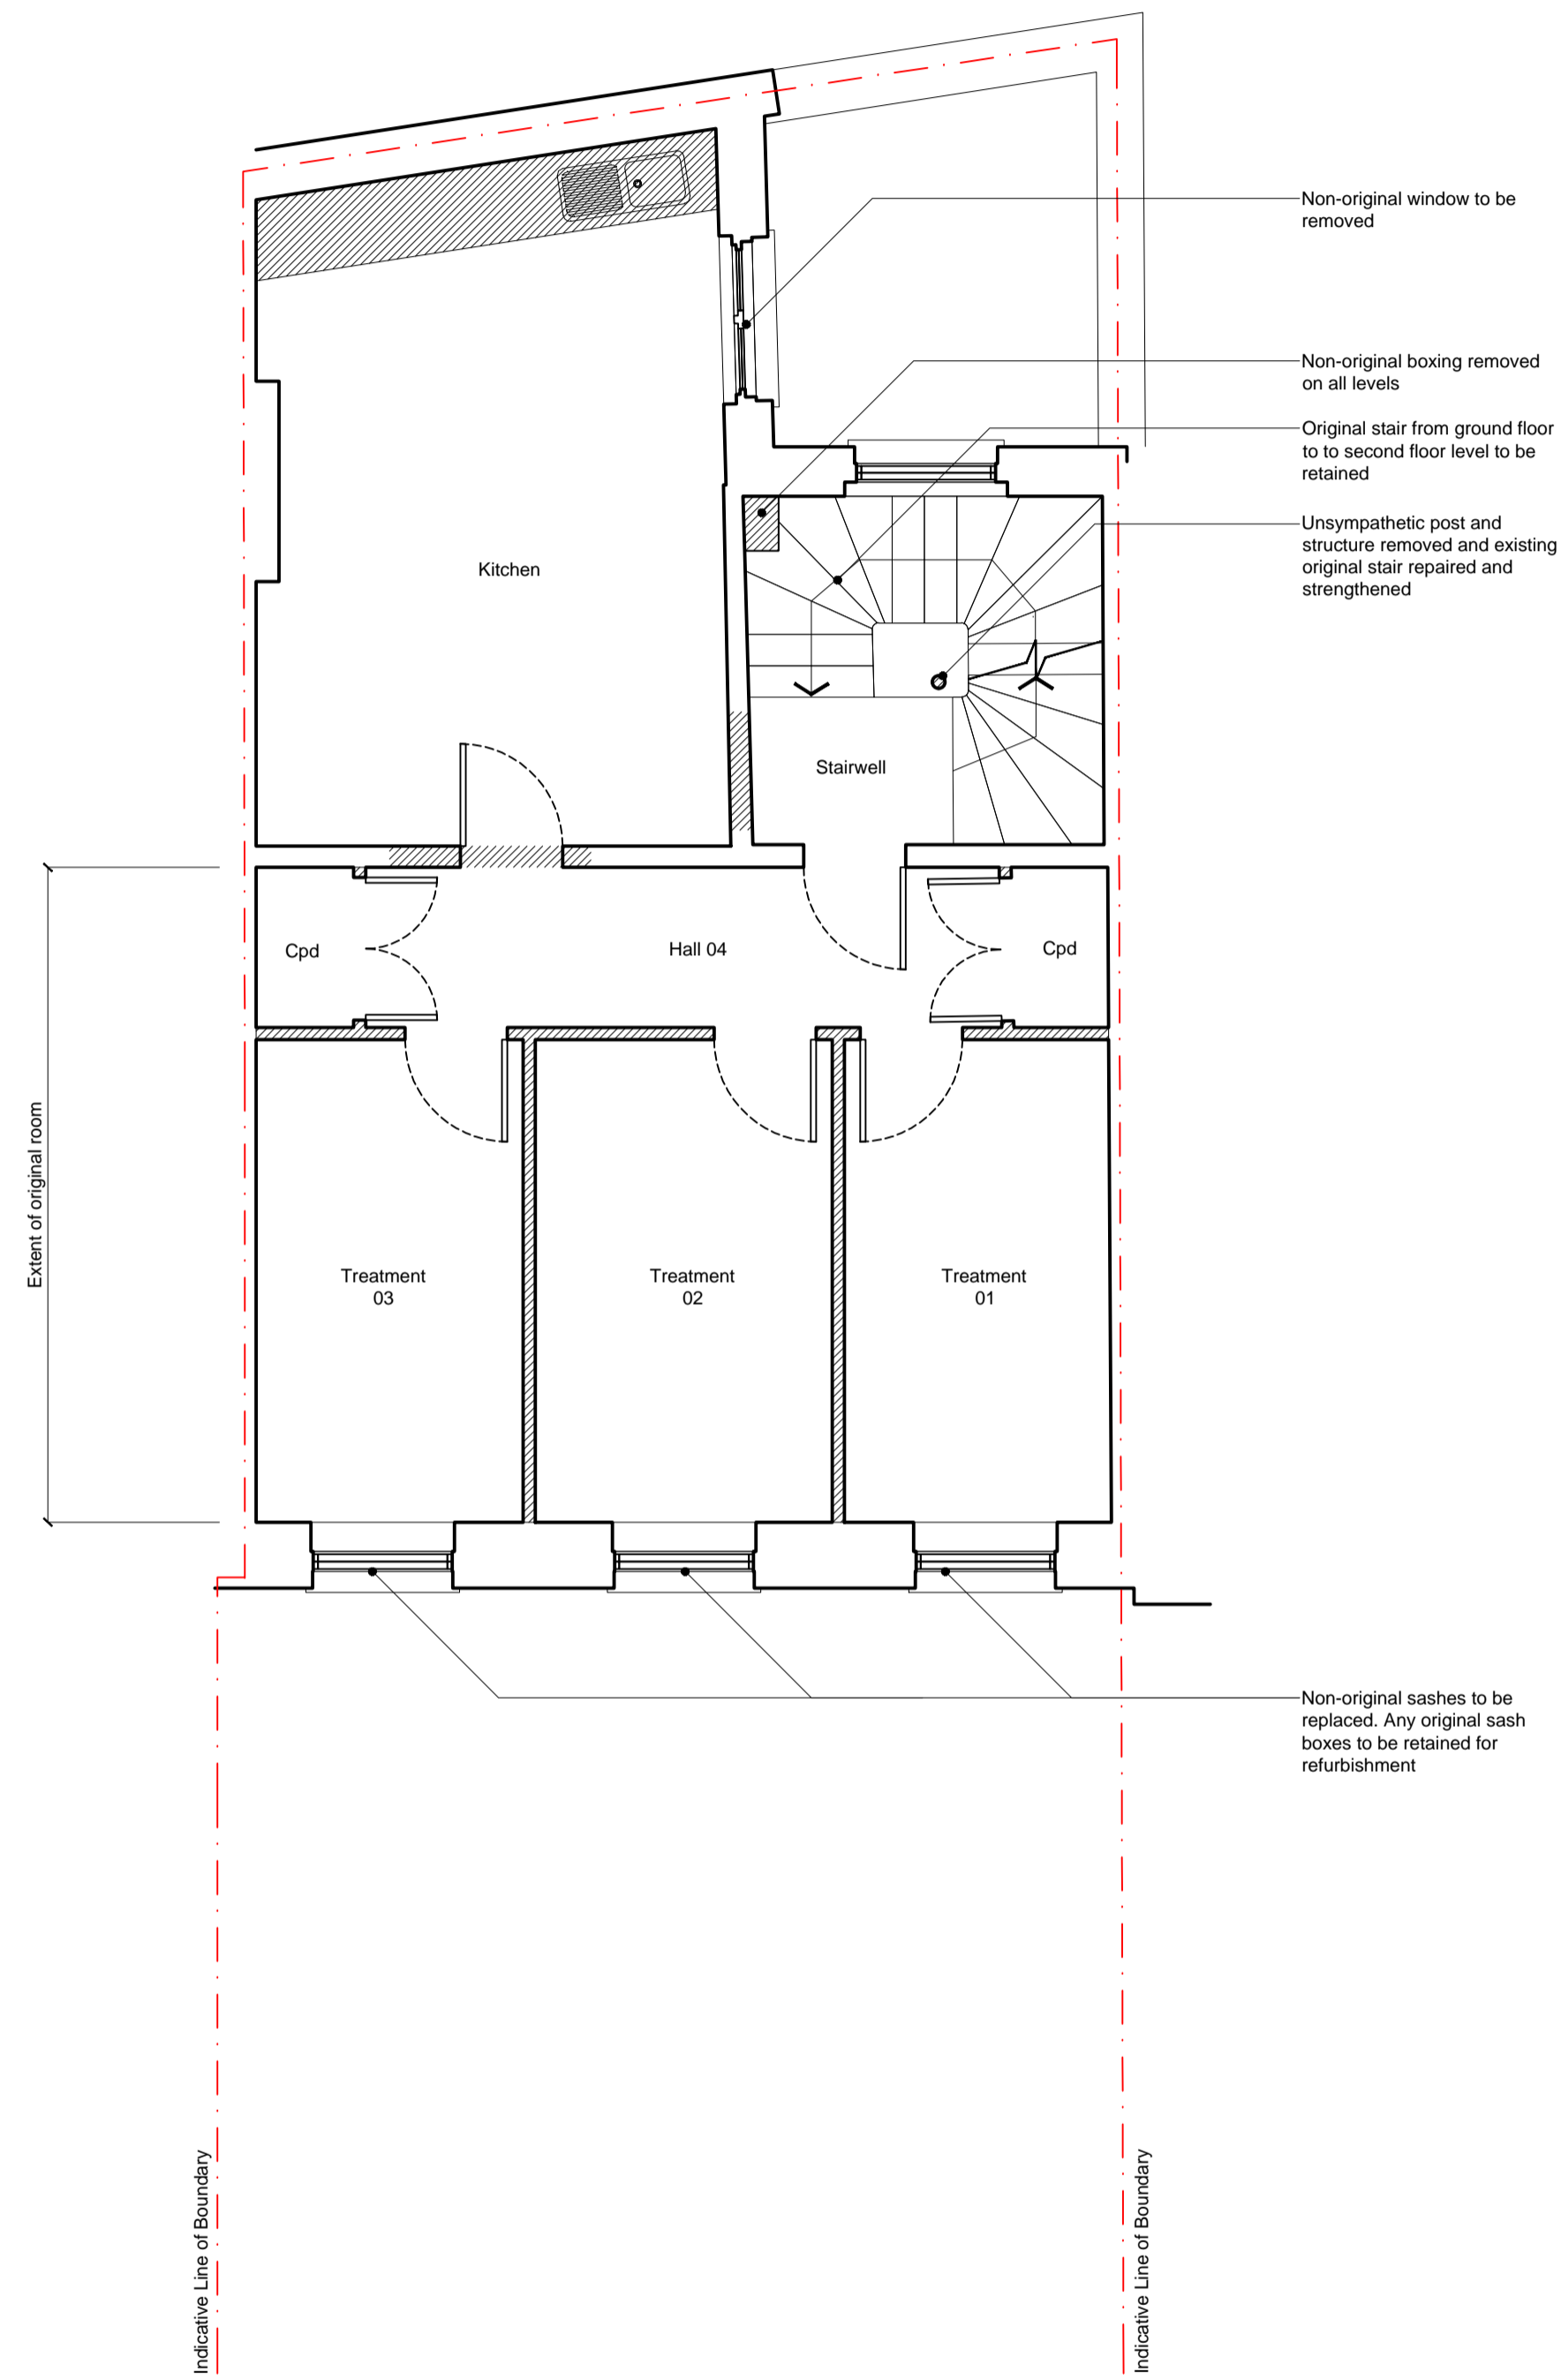 Non-original window to be
removed
Non-original boxing removed
on all levels
Original stair from ground floor
to to second floor level to be
retained
Unsympathetic post and
structure removed and existing
original stair repaired and
strengthened
Kitchen
Stairwell
Cpd
Hall 04
Cpd
Extent of original room
Treatment
03
Treatment
02
Treatment
01
Non-original sashes to be
replaced. Any original sash
boxes to be retained for
refurbishment
Indicative Line of Boundary
Indicative Line of Boundary